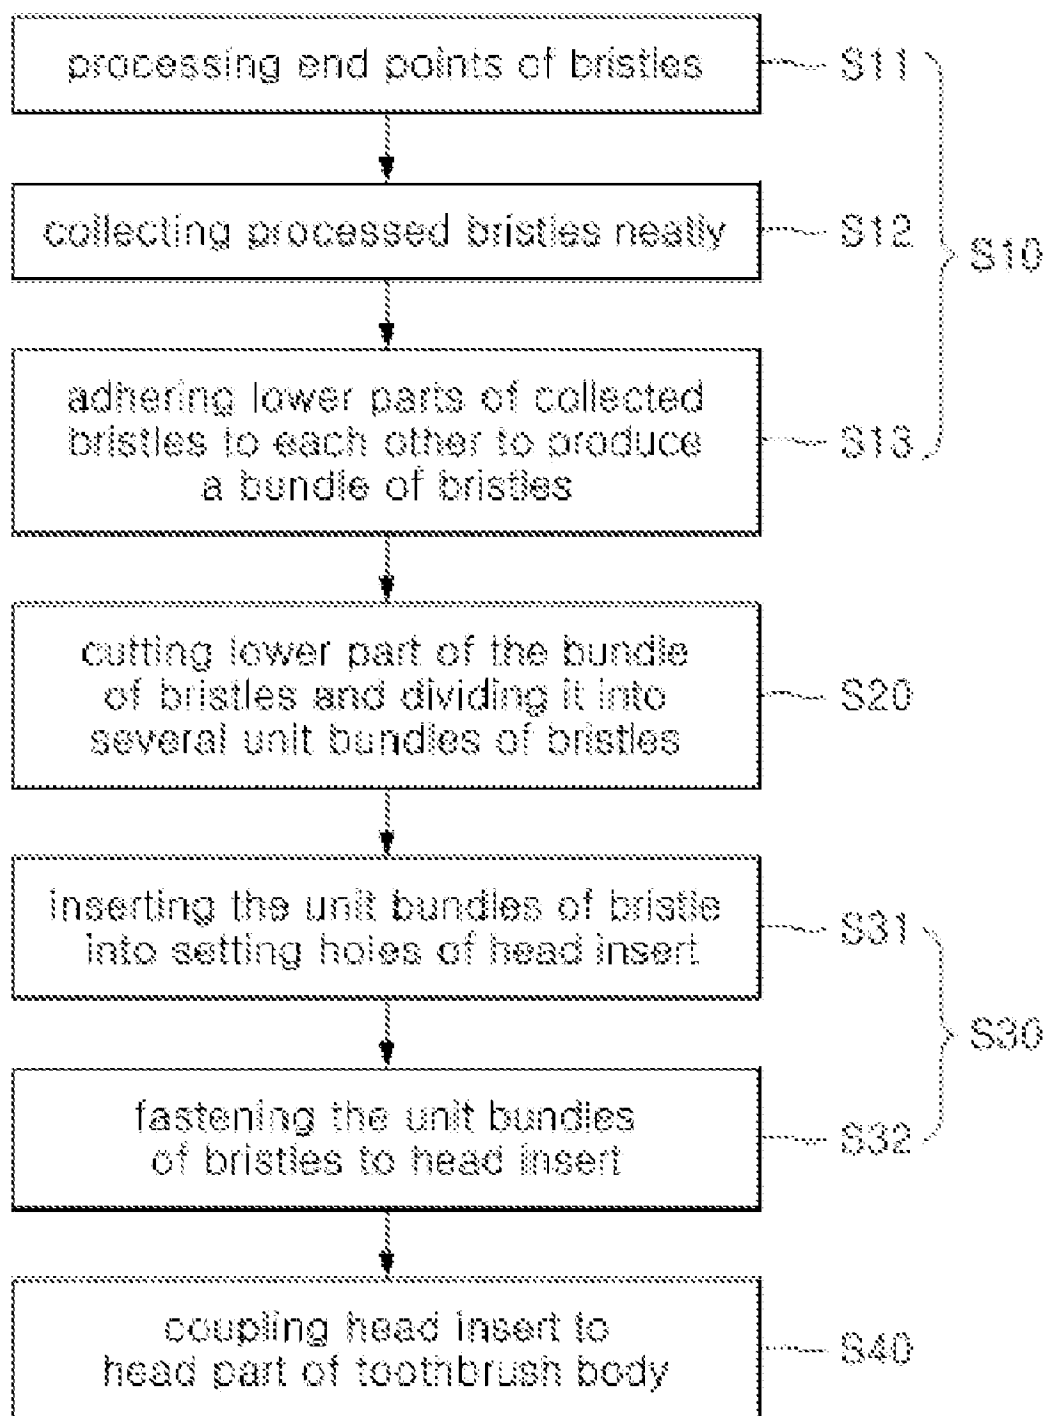 processing end points of bristles
S11
collecting processed bristles neatly
S12
S10
adhering lower parts of collected
bristles to each other to produce
a bundle of bristles
S13
cutting lower part of the bundle
of bristles and dividing it into
several unit bundles of bristles
S20
inserting the unit bundles of bristle
into setting holes of head insert
S31
S30
fastening the unit bundles
of bristles to head insert
S32
coupling head insert to
head part of toothbrush body
S40